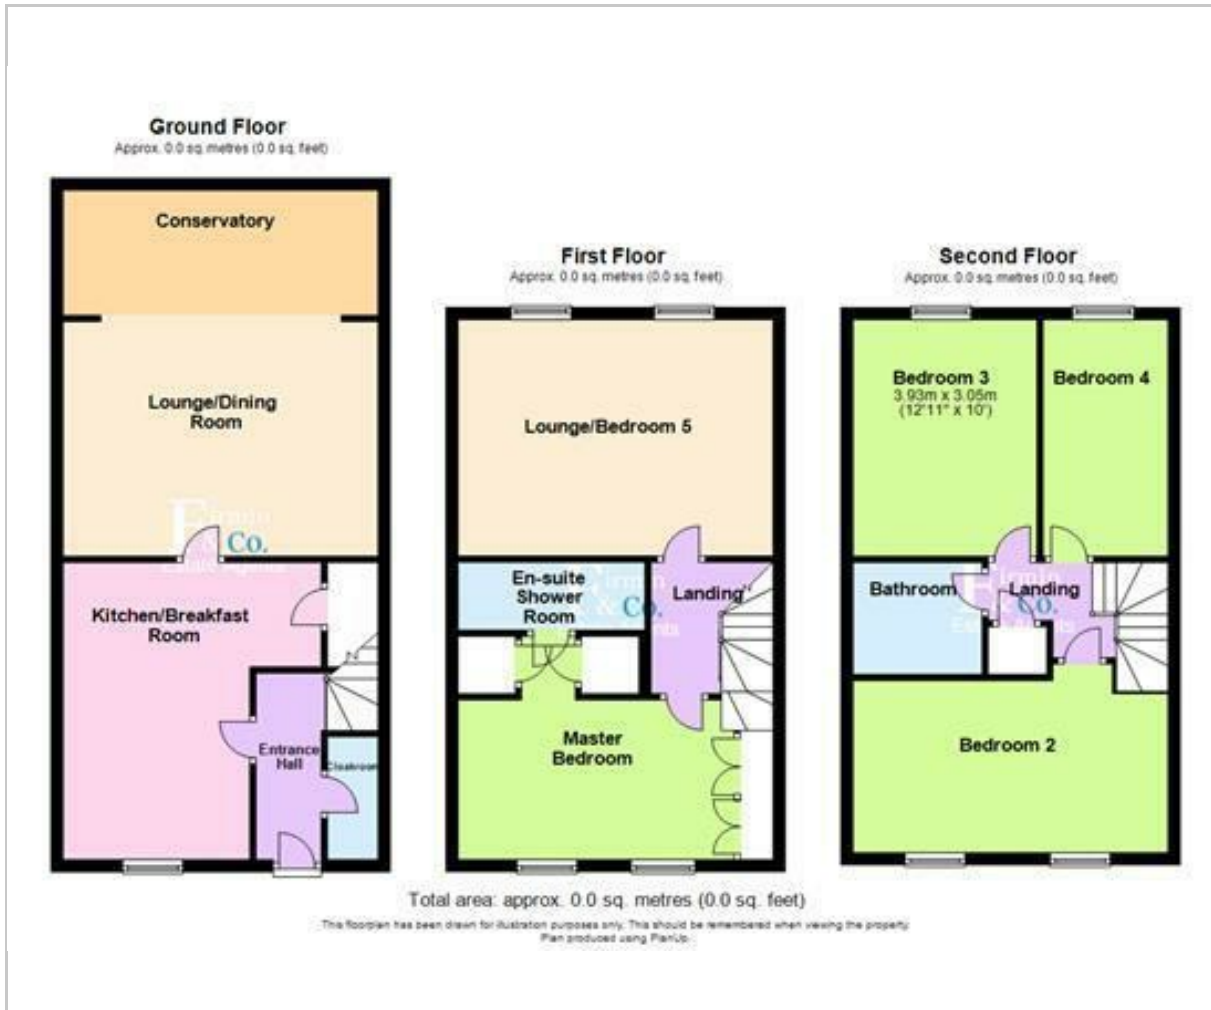 Ground Floor
Approx. 0.0 sq. metres (0.0 sq. feet)
Conservatory
Lounge/Dining
Room
Co.
Kitchen/Breakfast
Room
Entrance
Hall
Cloakroom
First Floor
Approx. 0.0 sq. metres (0.0 sq. feet)
Lounge/Bedroom 5
En-suite
Shower
Room
Landing
& Co.
Master
Bedroom
Second Floor
Approx. 0.0 sq. metres (0.0 sq. feet)
Bedroom 3
3.93m x 3.05m
(12'11" x 10')
Bedroom 4
Bathroom
Landing
Co.
Bedroom 2
Total area: approx. 0.0 sq. metres (0.0 sq. feet)
This floorplan has been drawn for illustration purposes only. This should be remembered when viewing the property.
Plan produced using PlanUp.